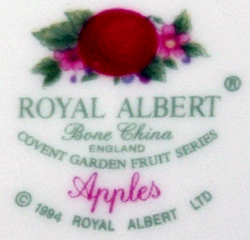 ROYAL ALBERT ®
Bone China
ENGLAND
COVENT GARDEN FRUIT SERIES
Apples
© 1994 ROYAL ALBERT LTD